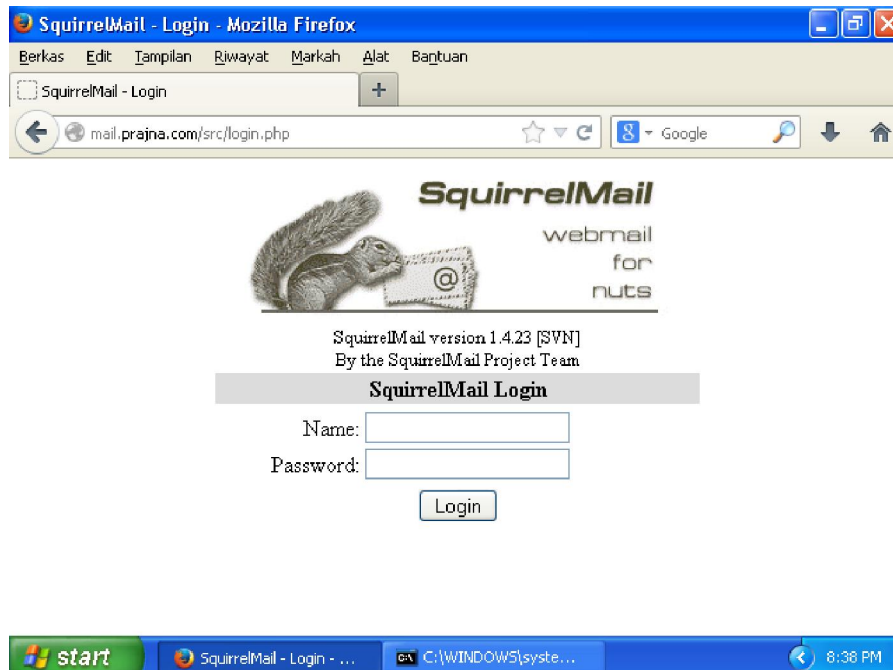 SquirrelMail - Login - Mozilla Firefox
Berkas Edit Tampilan Riwayat Markah Alat Bantuan
SquirrelMail - Login +
mail.prajna.com/src/login.php 8 Google
SquirrelMail
webmail
for
nuts
@
SquirrelMail version 1.4.23 [SVN]
By the SquirrelMail Project Team
SquirrelMail Login
Name:
Password:
Login
start SquirrelMail - Login - ... C:\WINDOWS\syste... 8:38 PM